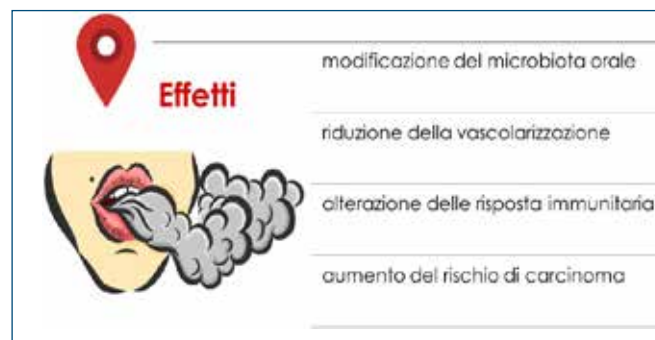 Effetti
modificazione del microbiota orale
riduzione della vascolarizzazione
alterazione delle risposta immunitaria
aumento del rischio di carcinoma